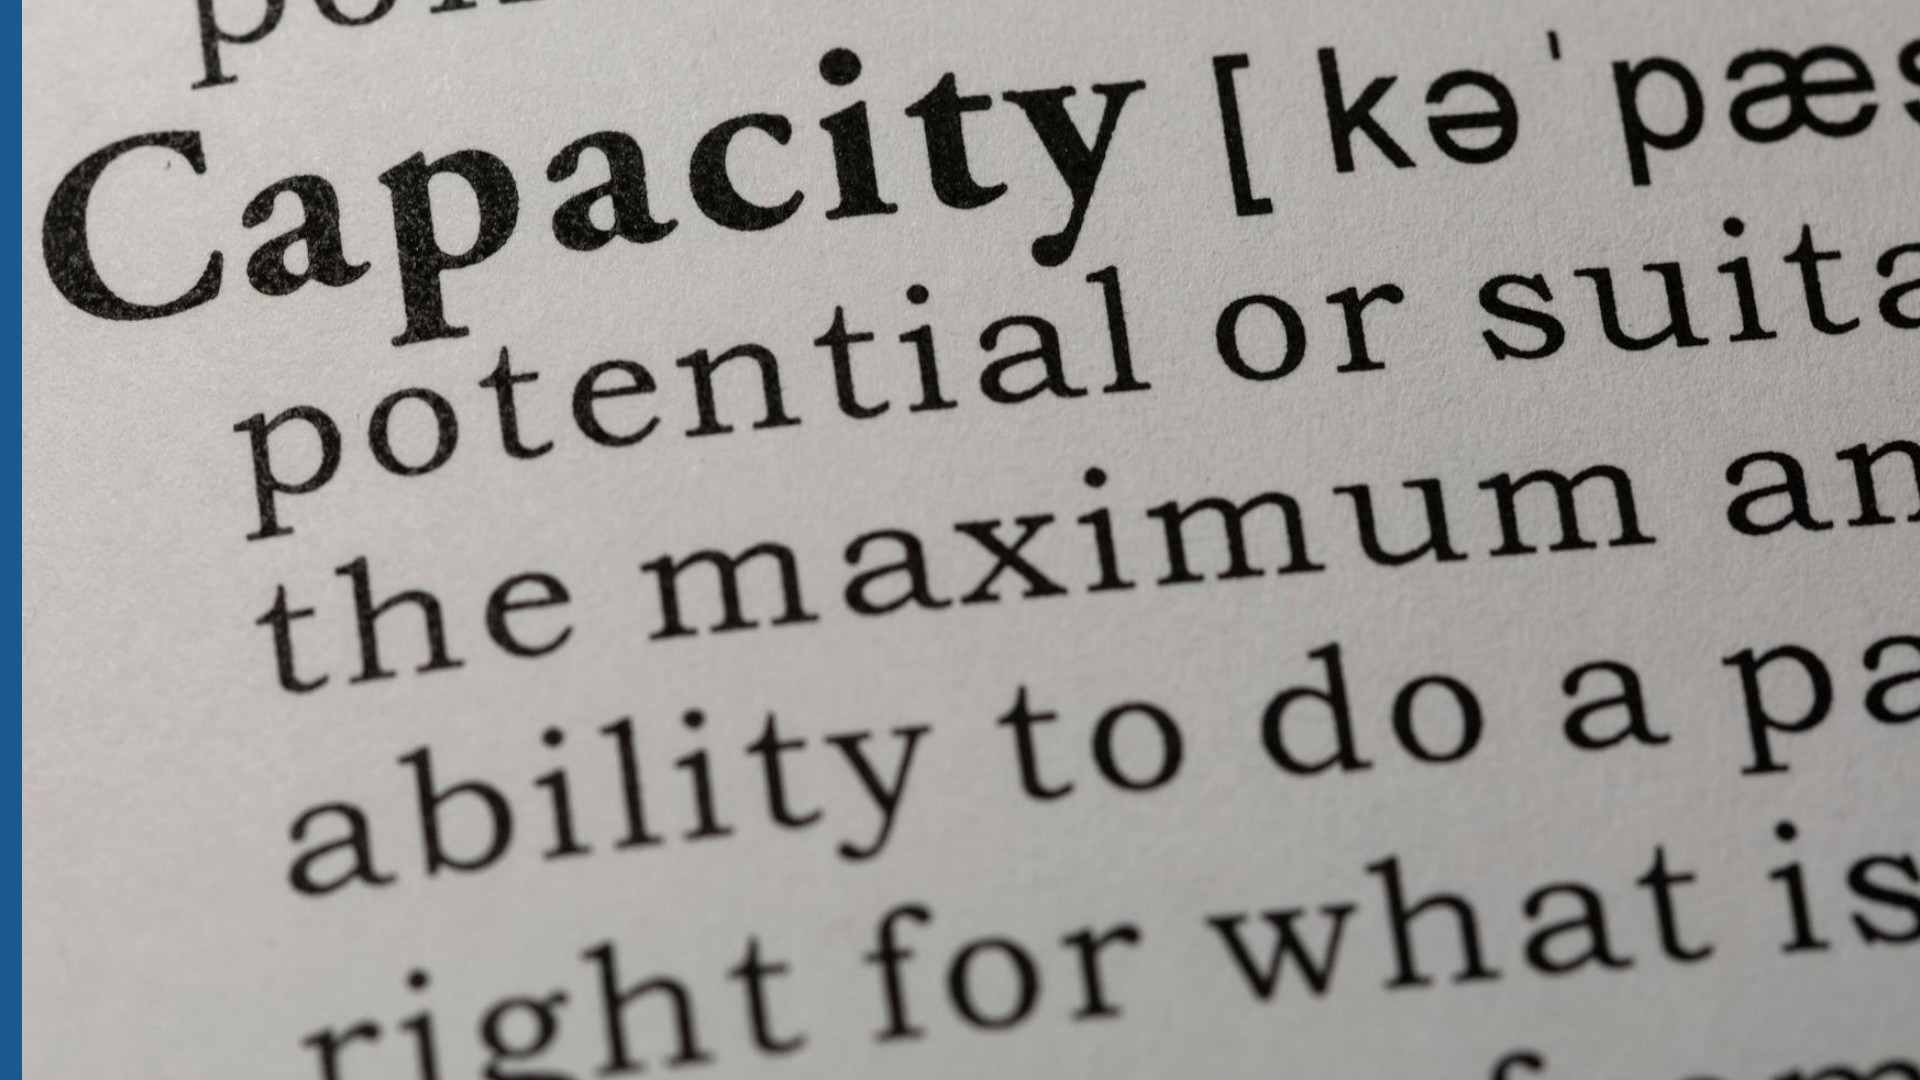 Capacity [kəˈpæs
potential or suita
the maximum an
ability to do a pa
right for what is